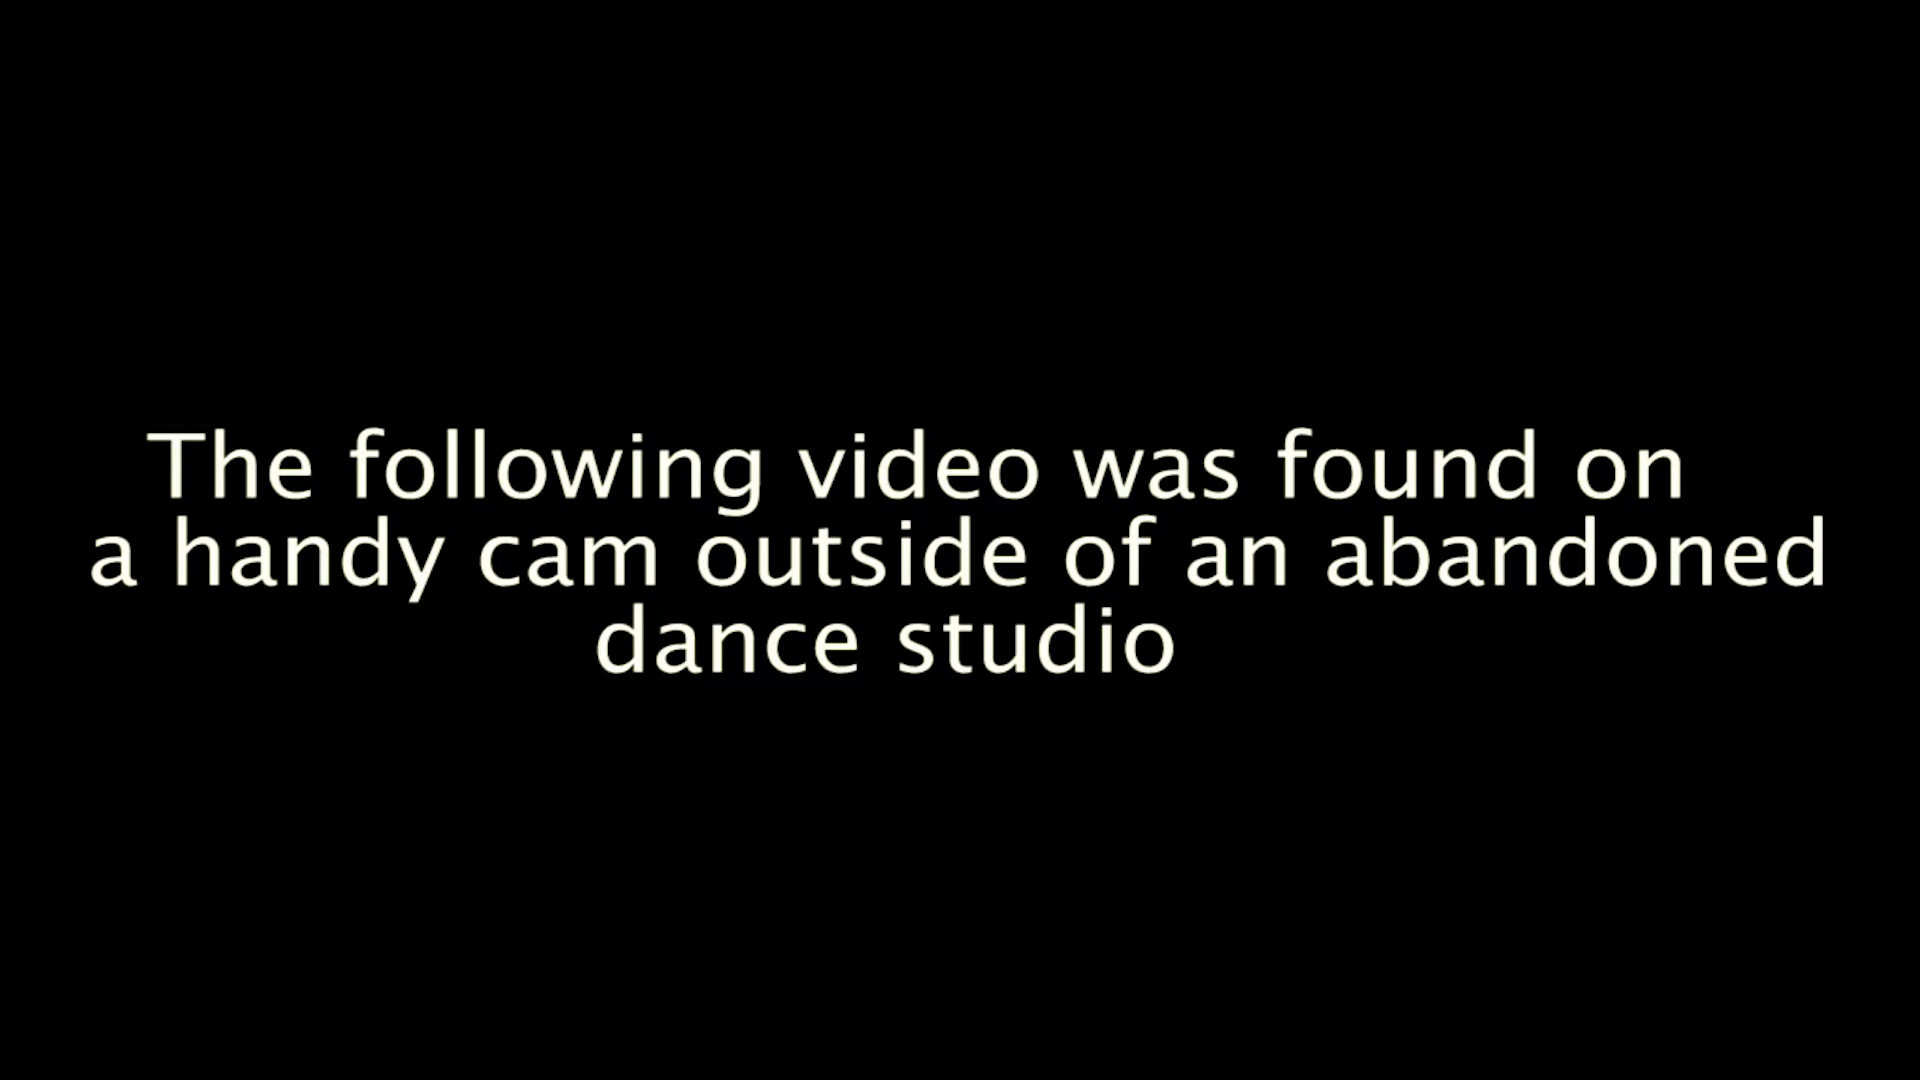 The following video was found on
a handy cam outside of an abandoned
dance studio